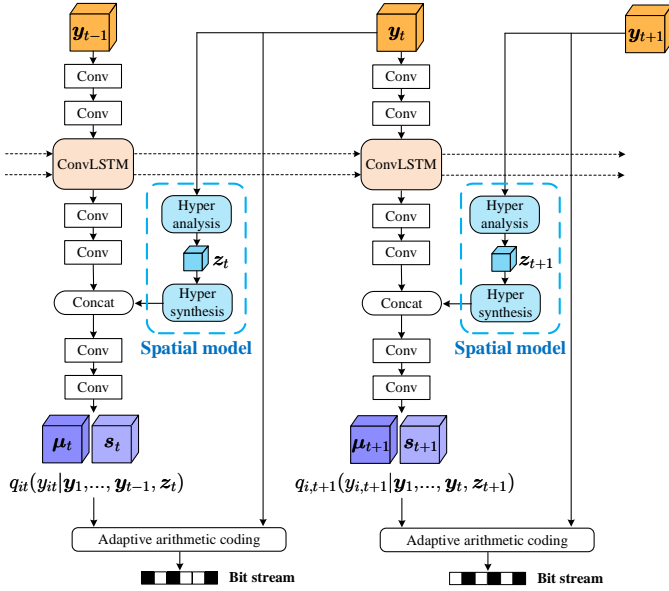 y_{t−1} y_t y_{t+1}
Conv Conv
Conv Conv
ConvLSTM ConvLSTM
Conv Hyper analysis Conv Hyper analysis
Conv z_t Conv z_{t+1}
Concat Hyper synthesis Concat Hyper synthesis
Conv Spatial model Conv Spatial model
Conv Conv
μ_t s_t μ_{t+1} s_{t+1}
q_{it}(y_{it}|y_1,..., y_{t−1}, z_t) q_{i,t+1}(y_{i,t+1}|y_1,..., y_t, z_{t+1})
Adaptive arithmetic coding Adaptive arithmetic coding
Bit stream Bit stream